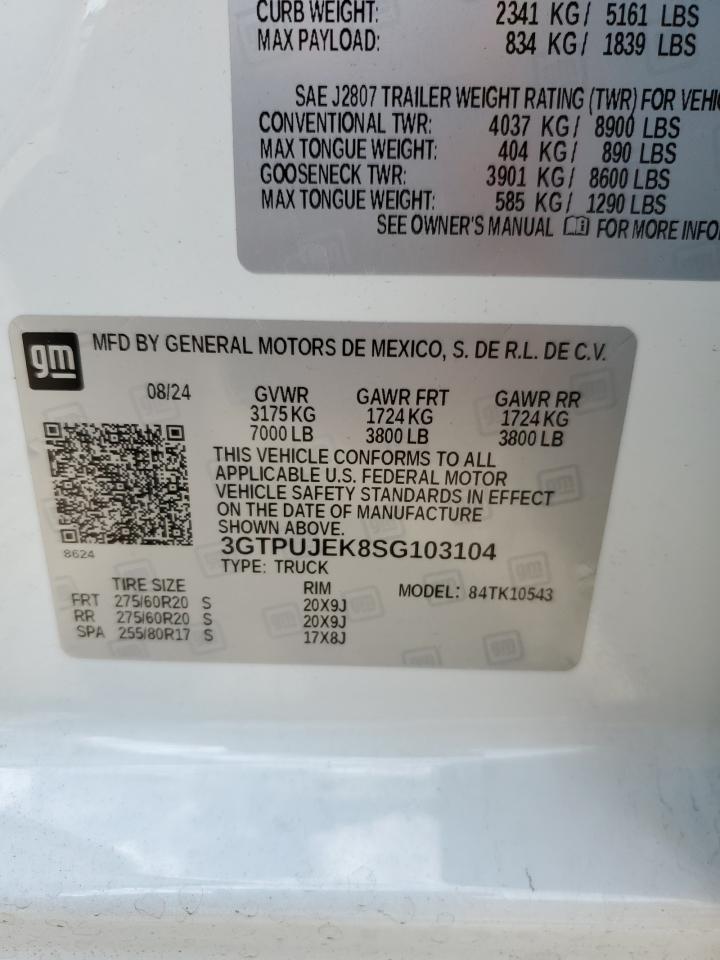 CURB WEIGHT: 2341 KG/ 5161 LBS
MAX PAYLOAD: 834 KG/ 1839 LBS
SAE J2807 TRAILER WEIGHT RATING (TWR) FOR VEHI
CONVENTIONAL TWR: 4037 KG/ 8900 LBS
MAX TONGUE WEIGHT: 404 KG/ 890 LBS
GOOSENECK TWR: 3901 KG/ 8600 LBS
MAX TONGUE WEIGHT: 585 KG/ 1290 LBS
SEE OWNER'S MANUAL FOR MORE INFO
gm MFD BY GENERAL MOTORS DE MEXICO, S. DE R.L. DE C.V.
08/24 GVWR GAWR FRT GAWR RR
3175 KG 1724 KG 1724 KG
7000 LB 3800 LB 3800 LB
THIS VEHICLE CONFORMS TO ALL
APPLICABLE U.S. FEDERAL MOTOR
VEHICLE SAFETY STANDARDS IN EFFECT
ON THE DATE OF MANUFACTURE
SHOWN ABOVE.
8624
3GTPUJEK8SG103104
TYPE: TRUCK
MODEL: 84TK10543
TIRE SIZE RIM
FRT 275/60R20 S 20X9J
RR 275/60R20 S 20X9J
SPA 255/80R17 S 17X8J